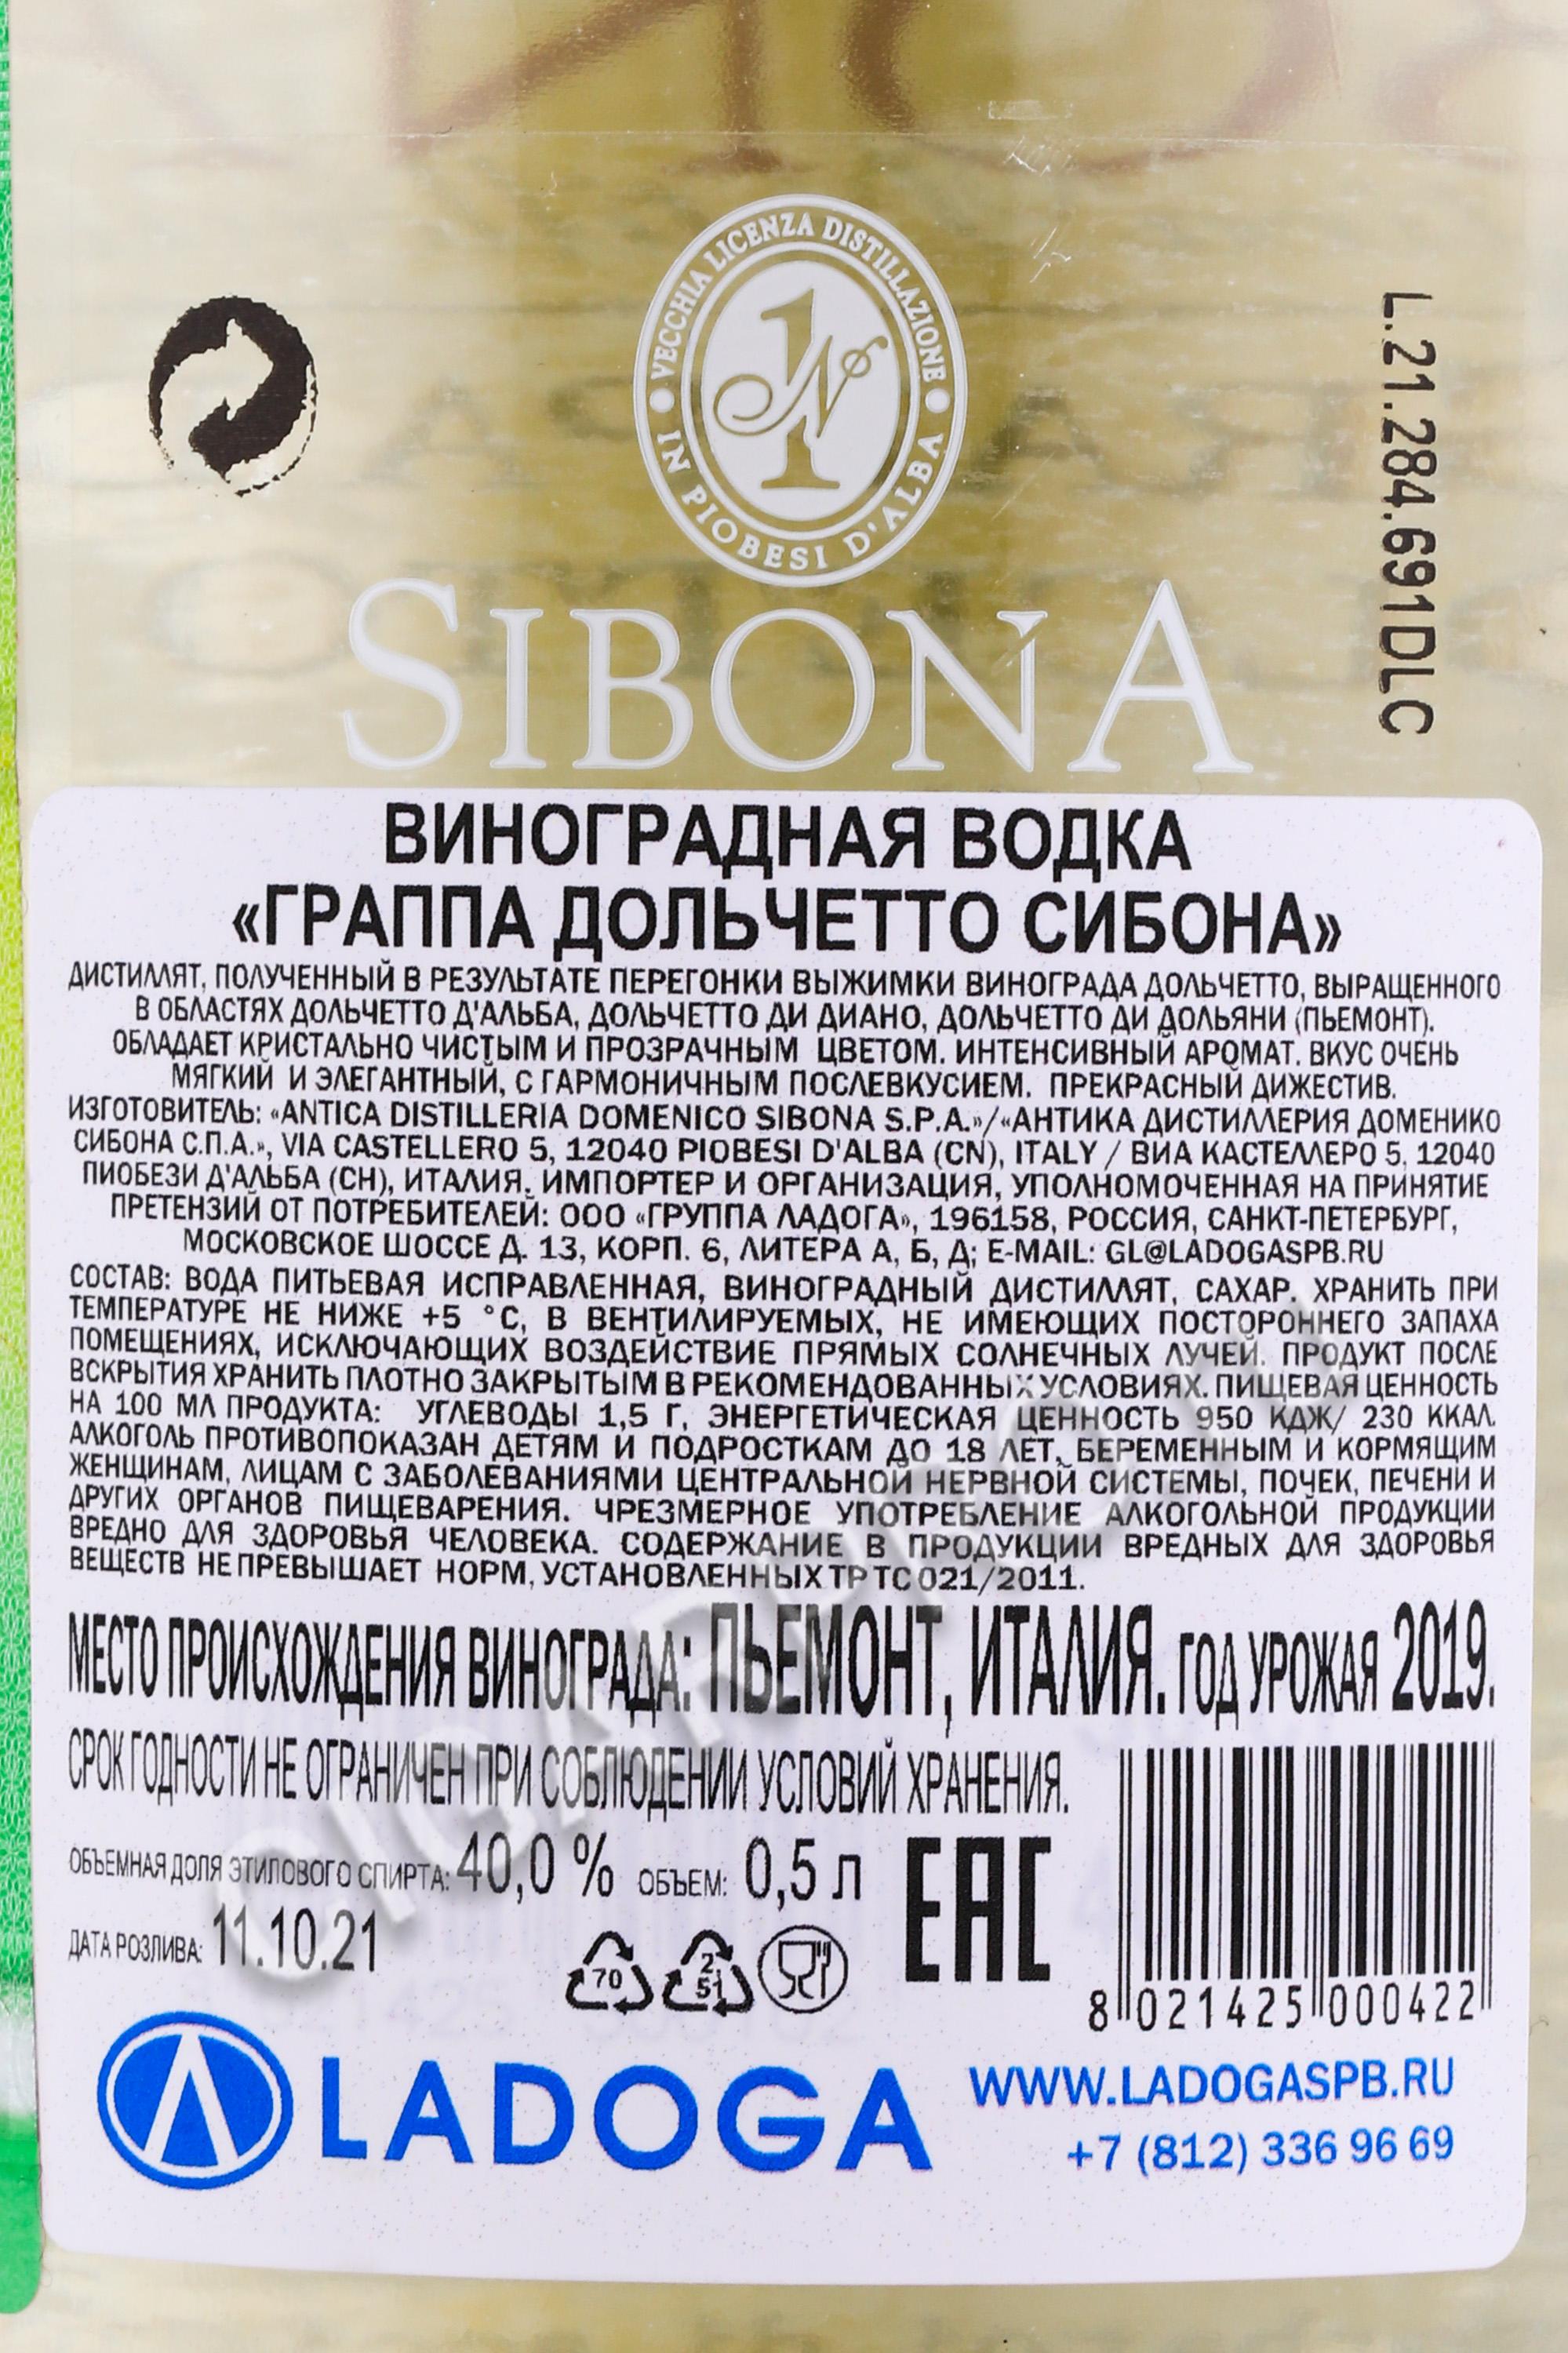 VECCHIA LICENZA DISTILLAZIONE
IN PIOBESI D'ALBA
1
SIBONA
L.21.284.691DLC
ВИНОГРАДНАЯ ВОДКА
«ГРАППА ДОЛЬЧЕТТО СИБОНА»
ДИСТИЛЛЯТ, ПОЛУЧЕННЫЙ В РЕЗУЛЬТАТЕ ПЕРЕГОНКИ ВЫЖИМКИ ВИНОГРАДА ДОЛЬЧЕТТО, ВЫРАЩЕННОГО
В ОБЛАСТЯХ ДОЛЬЧЕТТО Д'АЛЬБА, ДОЛЬЧЕТТО ДИ ДИАНО, ДОЛЬЧЕТТО ДИ ДОЛЬЯНИ (ПЬЕМОНТ).
ОБЛАДАЕТ КРИСТАЛЬНО ЧИСТЫМ И ПРОЗРАЧНЫМ ЦВЕТОМ. ИНТЕНСИВНЫЙ АРОМАТ. ВКУС ОЧЕНЬ
МЯГКИЙ И ЭЛЕГАНТНЫЙ, С ГАРМОНИЧНЫМ ПОСЛЕВКУСИЕМ. ПРЕКРАСНЫЙ ДИЖЕСТИВ.
ИЗГОТОВИТЕЛЬ: «ANTICA DISTILLERIA DOMENICO SIBONA S.P.A.»/«АНТИКА ДИСТИЛЛЕРИЯ ДОМЕНИКО
СИБОНА С.П.А.», VIA CASTELLERO 5, 12040 PIOBESI D'ALBA (CN), ITALY / ВИА КАСТЕЛЛЕРО 5, 12040
ПИОБЕЗИ Д'АЛЬБА (СН), ИТАЛИЯ. ИМПОРТЕР И ОРГАНИЗАЦИЯ, УПОЛНОМОЧЕННАЯ НА ПРИНЯТИЕ
ПРЕТЕНЗИЙ ОТ ПОТРЕБИТЕЛЕЙ: ООО «ГРУППА ЛАДОГА», 196158, РОССИЯ, САНКТ-ПЕТЕРБУРГ,
МОСКОВСКОЕ ШОССЕ Д. 13, КОРП. 6, ЛИТЕРА А, Б, Д; E-MAIL: GL@LADOGASPB.RU
СОСТАВ: ВОДА ПИТЬЕВАЯ ИСПРАВЛЕННАЯ, ВИНОГРАДНЫЙ ДИСТИЛЛЯТ, САХАР. ХРАНИТЬ ПРИ
ТЕМПЕРАТУРЕ НЕ НИЖЕ +5 °С, В ВЕНТИЛИРУЕМЫХ, НЕ ИМЕЮЩИХ ПОСТОРОННЕГО ЗАПАХА
ПОМЕЩЕНИЯХ, ИСКЛЮЧАЮЩИХ ВОЗДЕЙСТВИЕ ПРЯМЫХ СОЛНЕЧНЫХ ЛУЧЕЙ. ПРОДУКТ ПОСЛЕ
ВСКРЫТИЯ ХРАНИТЬ ПЛОТНО ЗАКРЫТЫМ В РЕКОМЕНДОВАННЫХ УСЛОВИЯХ. ПИЩЕВАЯ ЦЕННОСТЬ
НА 100 МЛ ПРОДУКТА: УГЛЕВОДЫ 1,5 Г, ЭНЕРГЕТИЧЕСКАЯ ЦЕННОСТЬ 950 КДЖ/ 230 ККАЛ.
АЛКОГОЛЬ ПРОТИВОПОКАЗАН ДЕТЯМ И ПОДРОСТКАМ ДО 18 ЛЕТ, БЕРЕМЕННЫМ И КОРМЯЩИМ
ЖЕНЩИНАМ, ЛИЦАМ С ЗАБОЛЕВАНИЯМИ ЦЕНТРАЛЬНОЙ НЕРВНОЙ СИСТЕМЫ, ПОЧЕК, ПЕЧЕНИ И
ДРУГИХ ОРГАНОВ ПИЩЕВАРЕНИЯ. ЧРЕЗМЕРНОЕ УПОТРЕБЛЕНИЕ АЛКОГОЛЬНОЙ ПРОДУКЦИИ
ВРЕДНО ДЛЯ ЗДОРОВЬЯ ЧЕЛОВЕКА. СОДЕРЖАНИЕ В ПРОДУКЦИИ ВРЕДНЫХ ДЛЯ ЗДОРОВЬЯ
ВЕЩЕСТВ НЕ ПРЕВЫШАЕТ НОРМ, УСТАНОВЛЕННЫХ ТР ТС 021/2011.
МЕСТО ПРОИСХОЖДЕНИЯ ВИНОГРАДА: ПЬЕМОНТ, ИТАЛИЯ. ГОД УРОЖАЯ 2019.
СРОК ГОДНОСТИ НЕ ОГРАНИЧЕН ПРИ СОБЛЮДЕНИИ УСЛОВИЙ ХРАНЕНИЯ.
ОБЪЕМНАЯ ДОЛЯ ЭТИЛОВОГО СПИРТА: 40,0 % ОБЪЕМ: 0,5 л
ДАТА РОЗЛИВА: 11.10.21
70
2
51
EAC
8 021425 000422
LADOGA
WWW.LADOGASPB.RU
+7 (812) 336 96 69
CIGARPRO.RU